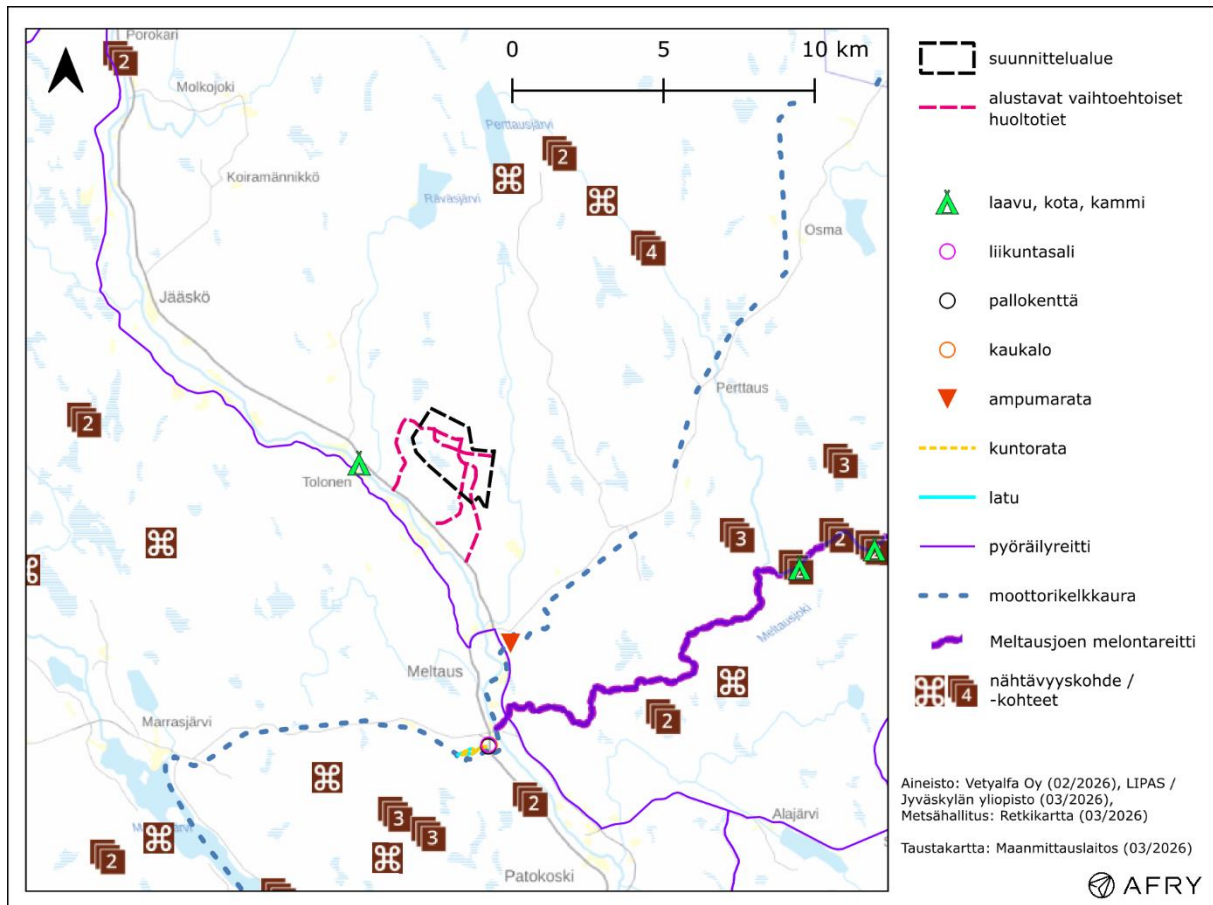 Porokari
2
Molkojoki
0 5 10 km
Perttausjärvi
2
Koiramännikkö
Räväsjärvi
4
Osma
Jääskö
Perttaus
2
3
Tolonen
3
2
Meltausjoki
Meltaus
2
Marrasjärvi
2
3
3
Alajärvi
2
Patokoski
suunnittelualue
alustavat vaihtoehtoiset
huoltotiet
laavu, kota, kammi
liikuntasali
pallokenttä
kaukalo
ampumarata
kuntorata
latu
pyöräilyreitti
moottorikelkkaura
Meltausjoen melontareitti
4
nähtävyyskohde /
-kohteet
Aineisto: Vetyalfa Oy (02/2026), LIPAS /
Jyväskylän yliopisto (03/2026),
Metsähallitus: Retkikartta (03/2026)
Taustakartta: Maanmittauslaitos (03/2026)
AFRY